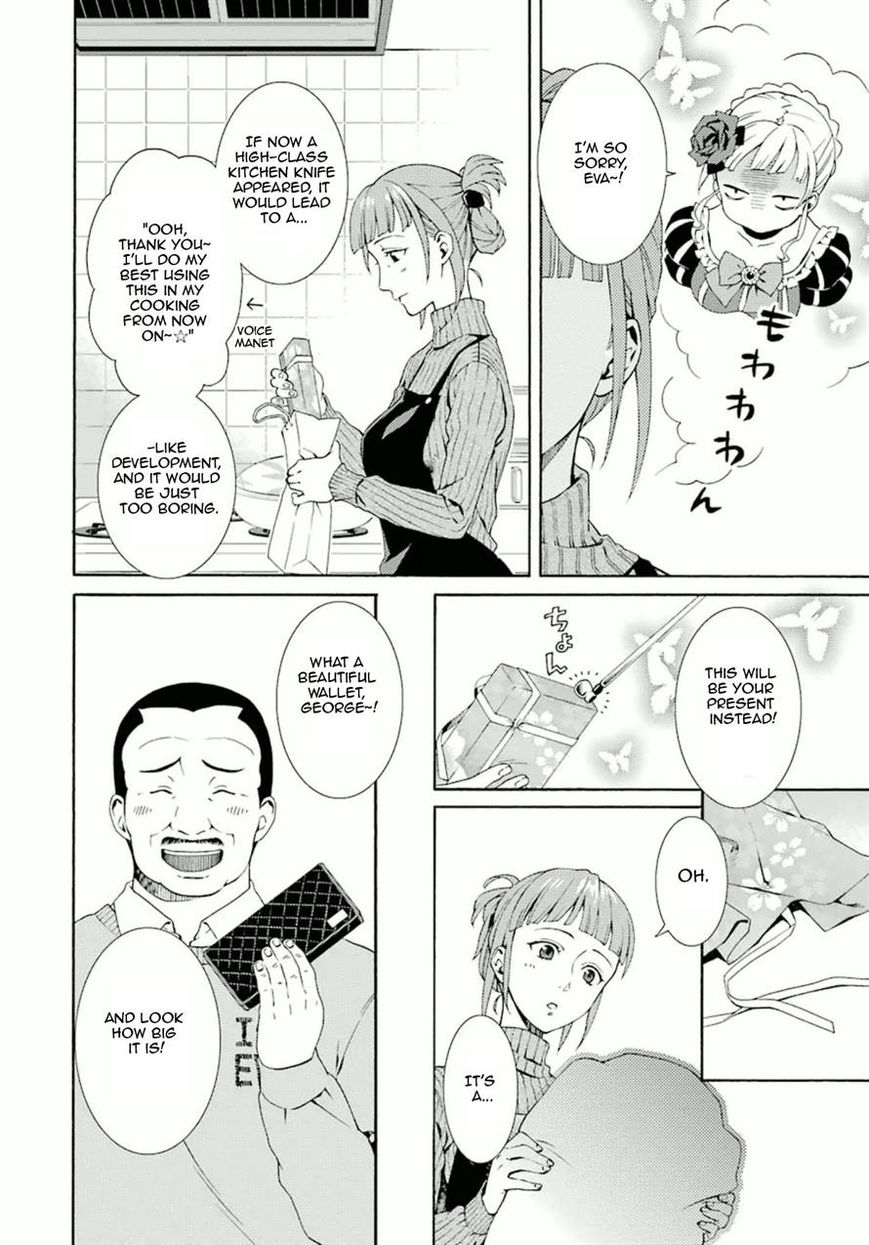 I'M SO
SORRY,
EVA~!
もわわわん
IF NOW A
HIGH-CLASS
KITCHEN KNIFE
APPEARED, IT
WOULD LEAD
TO A...
"OOH,
THANK YOU~
I'LL DO MY
BEST USING
THIS IN MY
COOKING
FROM NOW
ON~☆"
←
VOICE
MANET
-LIKE
DEVELOPMENT,
AND IT WOULD
BE JUST
TOO BORING.
THIS WILL
BE YOUR
PRESENT
INSTEAD!
ちょん
OH.
IT'S
A...
WHAT A
BEAUTIFUL
WALLET,
GEORGE~!
AND LOOK
HOW BIG
IT IS!
I
E